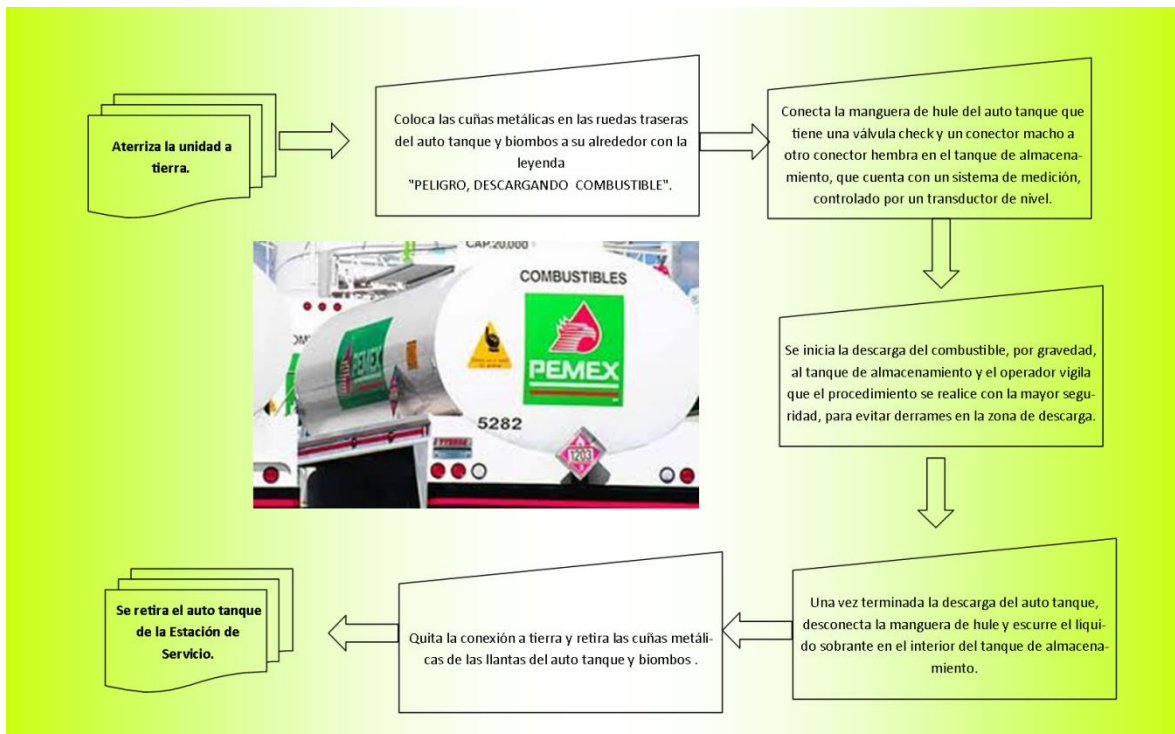 Aterriza la unidad a
tierra.
Coloca las cuñas metálicas en las ruedas traseras
del auto tanque y biombos a su alrededor con la
leyenda
"PELIGRO, DESCARGANDO COMBUSTIBLE".
Conecta la manguera de hule del auto tanque que
tiene una válvula check y un conector macho a
otro conector hembra en el tanque de almacena-
miento, que cuenta con un sistema de medición,
controlado por un transductor de nivel.
Se inicia la descarga del combustible, por gravedad,
al tanque de almacenamiento y el operador vigila
que el procedimiento se realice con la mayor segu-
ridad, para evitar derrames en la zona de descarga.
Una vez terminada la descarga del auto tanque,
desconecta la manguera de hule y escurre el líqui-
do sobrante en el interior del tanque de almacena-
miento.
Quita la conexión a tierra y retira las cuñas metáli-
cas de las llantas del auto tanque y biombos .
Se retira el auto tanque
de la Estación de
Servicio.
CAP.20,000
COMBUSTIBLES
PEMEX
PEMEX
5282
1203
3